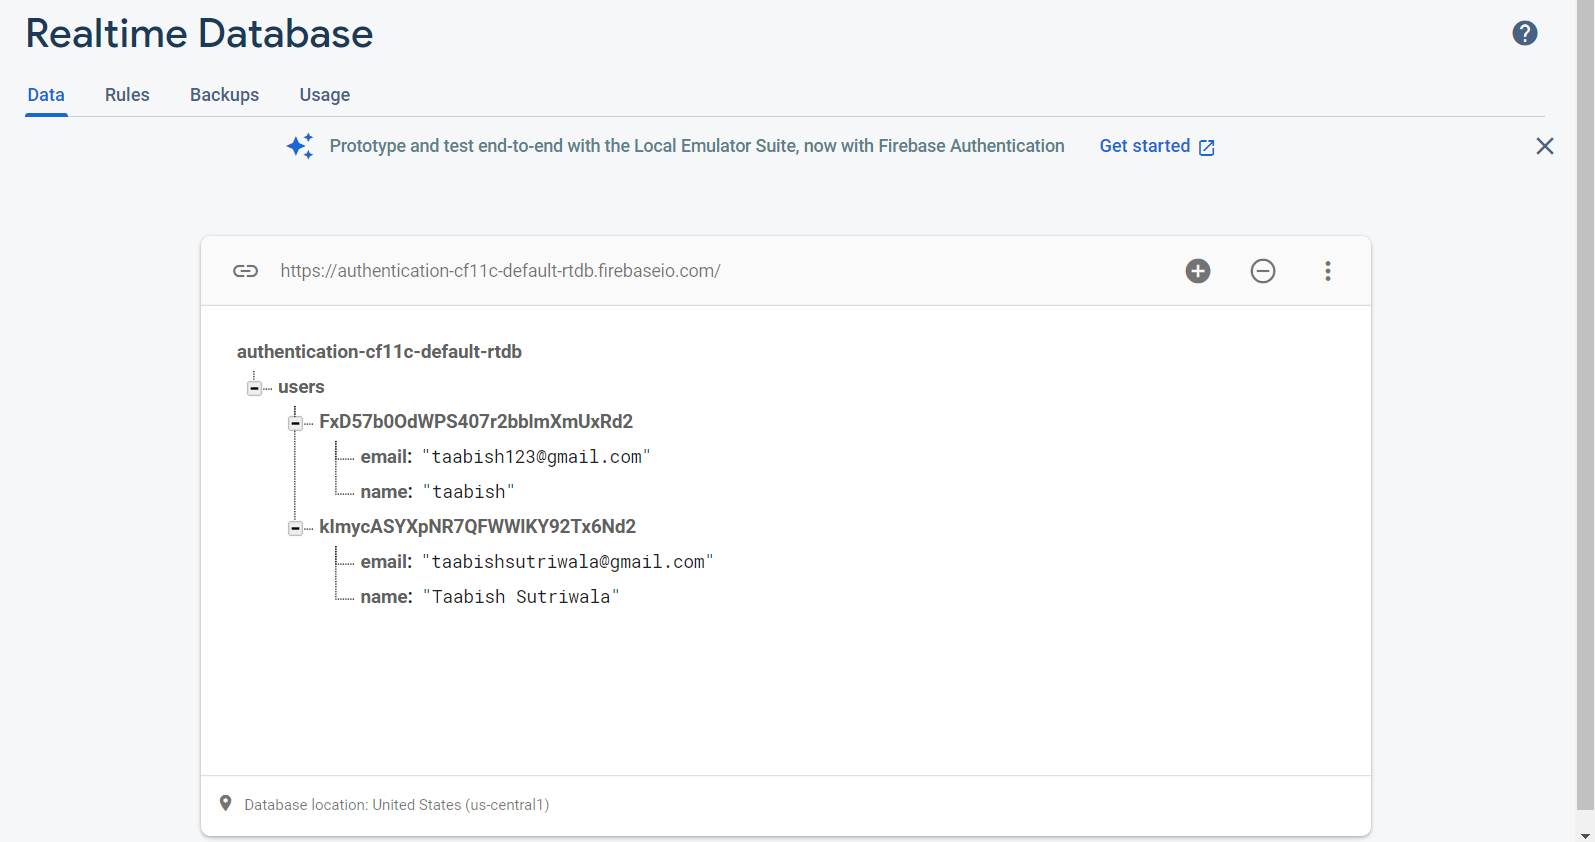 Realtime Database
Data Rules Backups Usage
Prototype and test end-to-end with the Local Emulator Suite, now with Firebase Authentication Get started
https://authentication-cf11c-default-rtdb.firebaseio.com/
authentication-cf11c-default-rtdb
users
FxD57b0OdWPS407r2bblmXmUxRd2
email: "taabish123@gmail.com"
name: "taabish"
klmycASYXpNR7QFWWlKY92Tx6Nd2
email: "taabishsutriwala@gmail.com"
name: "Taabish Sutriwala"
Database location: United States (us-central1)